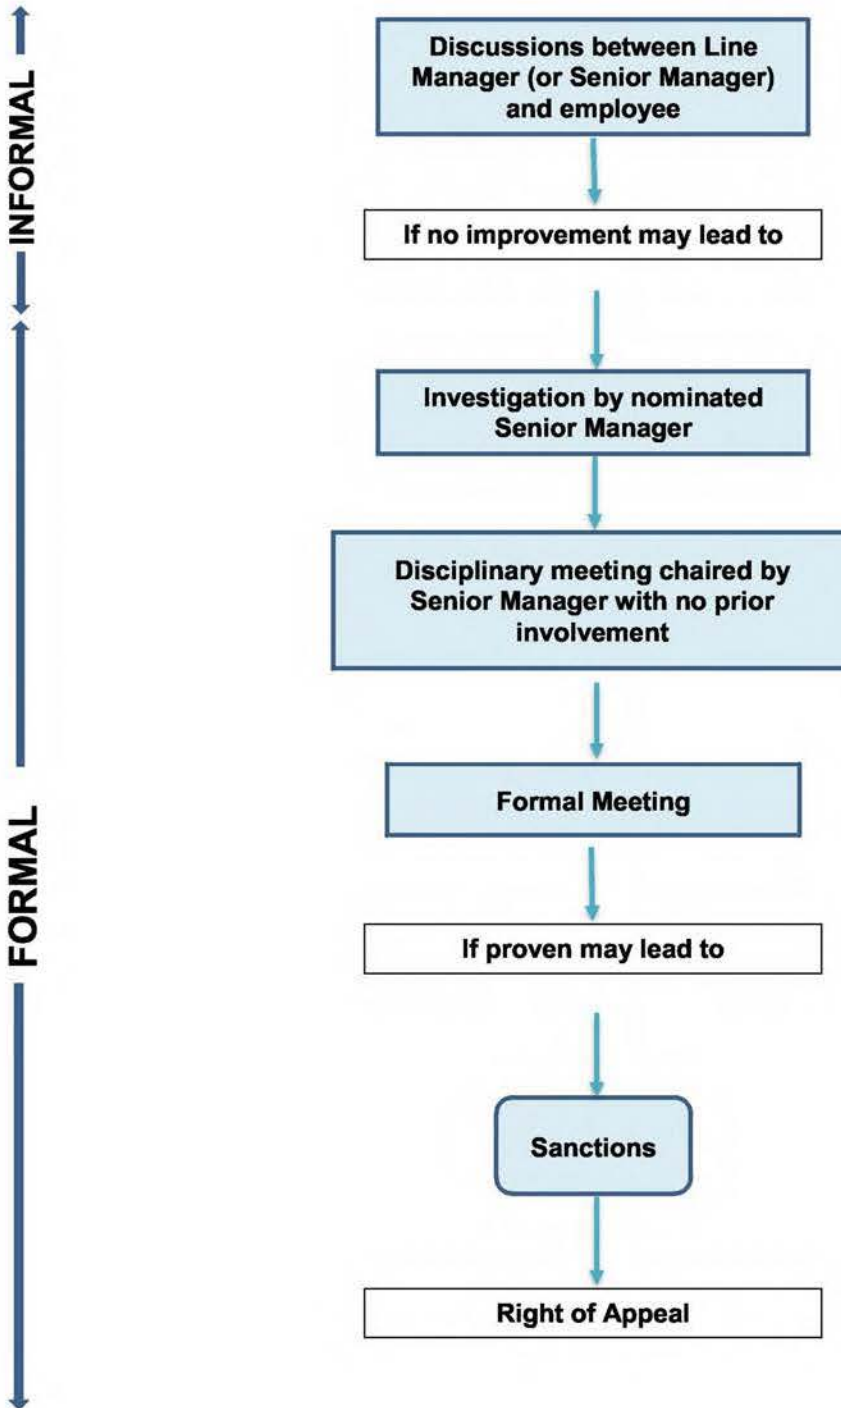 INFORMAL
Discussions between Line
Manager (or Senior Manager)
and employee
If no improvement may lead to
FORMAL
Investigation by nominated
Senior Manager
Disciplinary meeting chaired by
Senior Manager with no prior
involvement
Formal Meeting
If proven may lead to
Sanctions
Right of Appeal